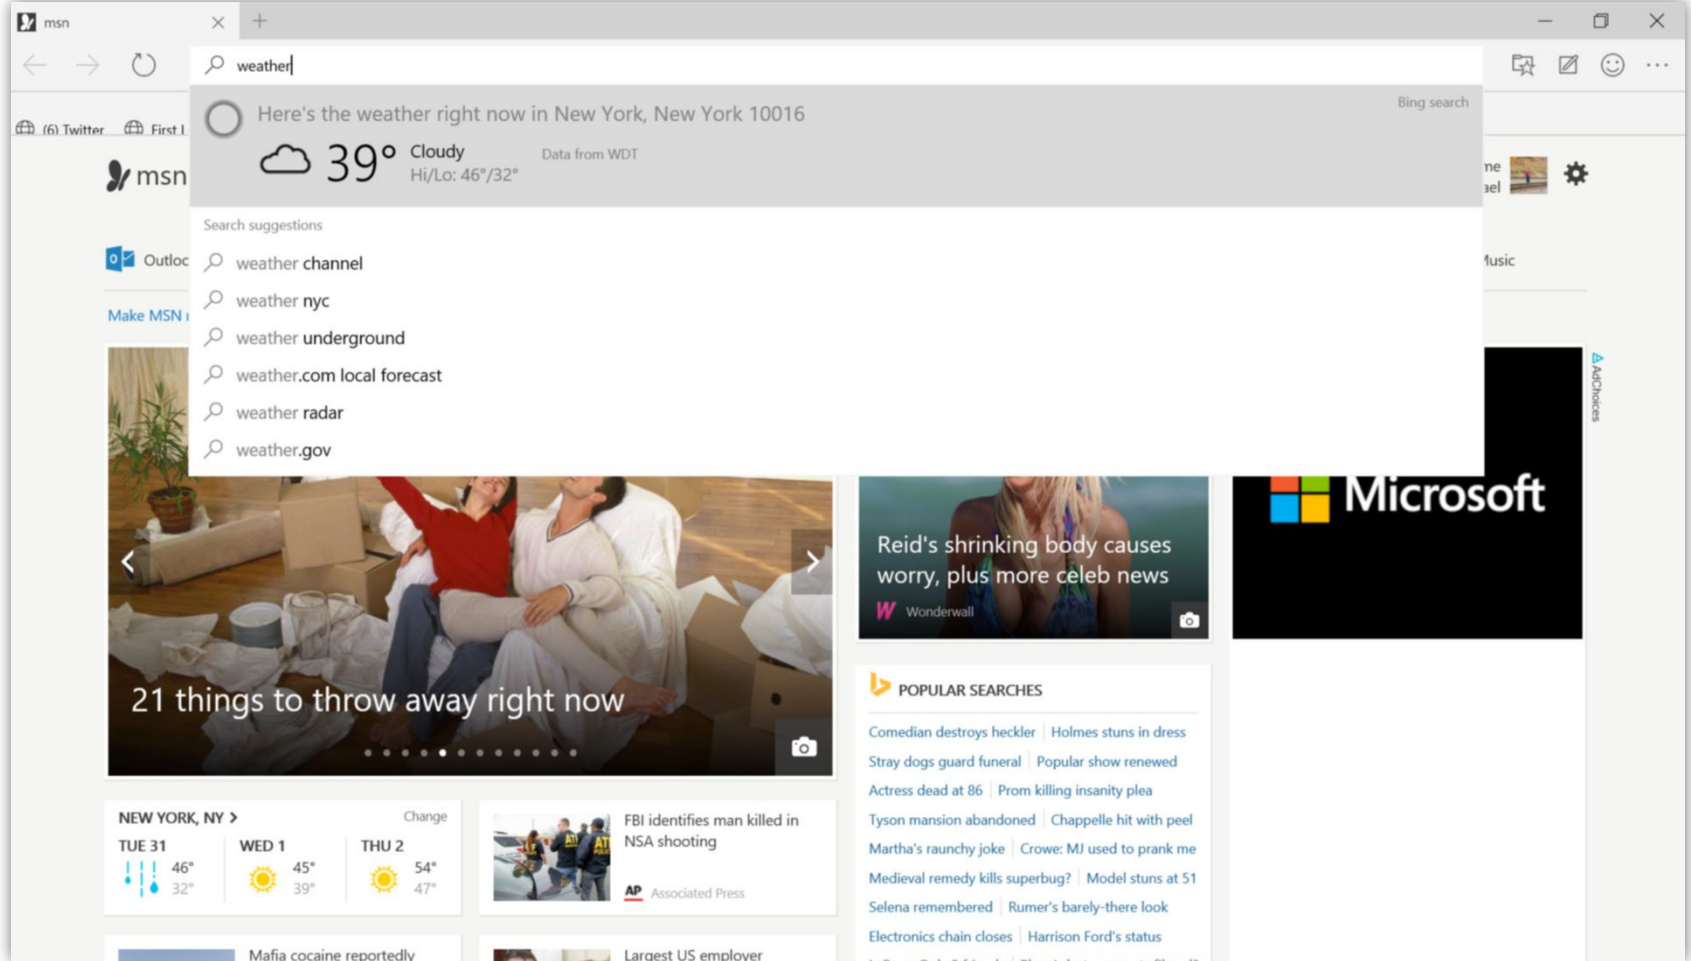 msn
weather
(6) Twitter
First
Here's the weather right now in New York, New York 10016
Bing search
39°
Cloudy
Data from WDT
Hi/Lo: 46°/32°
msn
me
ael
Search suggestions
weather channel
weather nyc
weather underground
weather.com local forecast
weather radar
weather.gov
Outloo
Music
Make MSN
AdChoices
Microsoft
Reid's shrinking body causes
worry, plus more celeb news
W Wonderwall
21 things to throw away right now
POPULAR SEARCHES
Comedian destroys heckler
Holmes stuns in dress
Stray dogs guard funeral
Popular show renewed
Actress dead at 86
Prom killing insanity plea
Tyson mansion abandoned
Chappelle hit with peel
Martha's raunchy joke
Crowe: MJ used to prank me
Medieval remedy kills superbug?
Model stuns at 51
Selena remembered
Rumer's barely-there look
Electronics chain closes
Harrison Ford's status
NEW YORK, NY >
Change
TUE 31
46°
32°
WED 1
45°
39°
THU 2
54°
47°
FBI identifies man killed in
NSA shooting
AP Associated Press
Mafia cocaine reportedly
Largest US employer